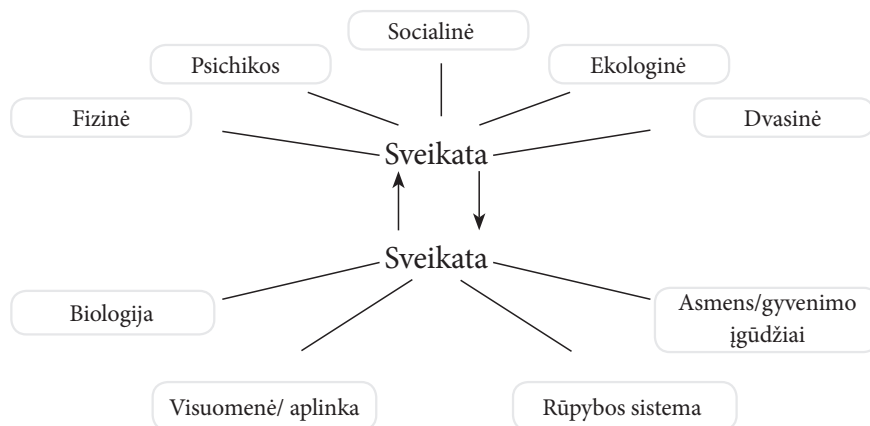 Socialinė
Psichikos
Ekologinė
Fizinė
Dvasinė
Sveikata
Sveikata
Biologija
Asmens/gyvenimo
įgūdžiai
Visuomenė/ aplinka
Rūpybos sistema